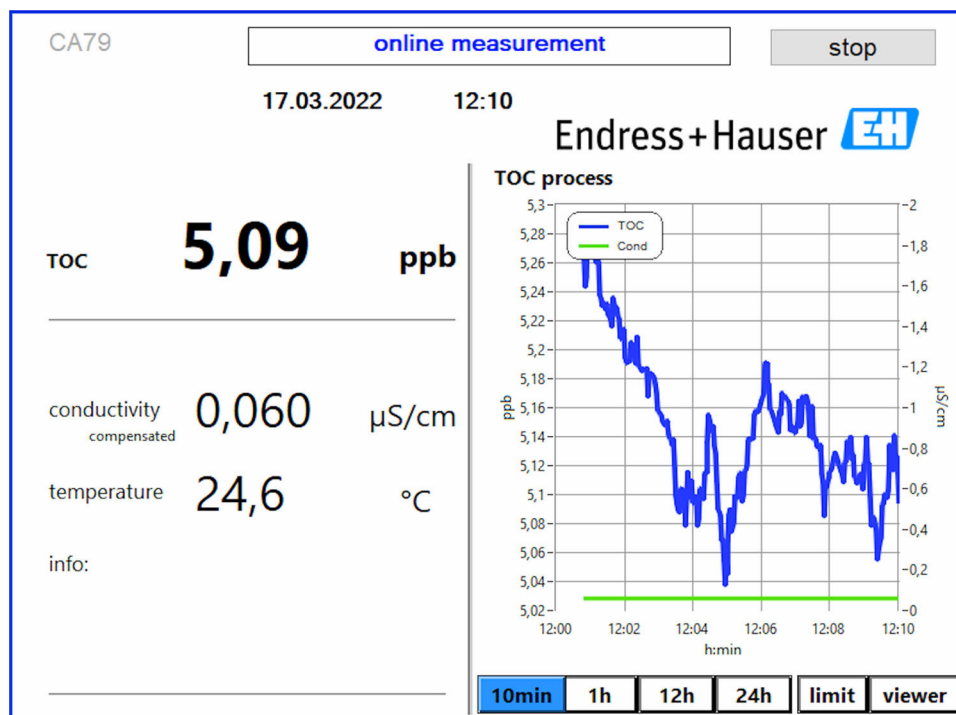 CA79
online measurement
stop
17.03.2022 12:10
Endress+Hauser EH
TOC 5,09 ppb
conductivity compensated 0,060 µS/cm
temperature 24,6 °C
info:
TOC process
TOC
Cond
5,3
5,28
5,26
5,24
5,22
5,2
5,18
5,16
5,14
5,12
5,1
5,08
5,06
5,04
5,02
ppb
2
1,8
1,6
1,4
1,2
1
0,8
0,6
0,4
0,2
0
µS/cm
12:00 12:02 12:04 12:06 12:08 12:10
h:min
10min 1h 12h 24h limit viewer